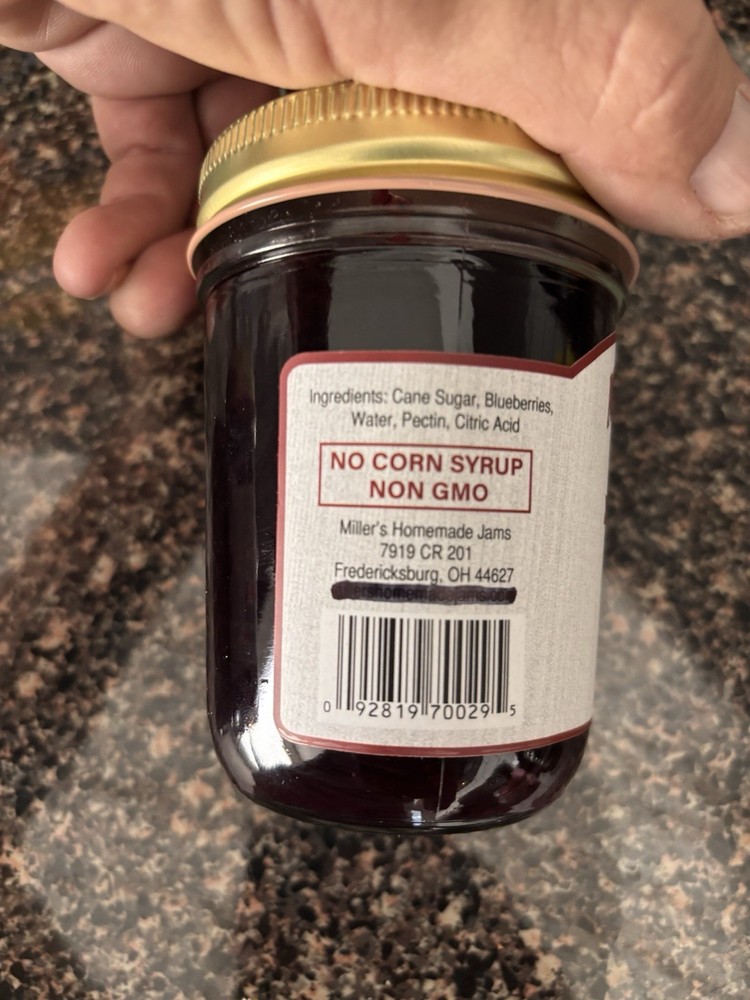 Ingredients: Cane Sugar, Blueberries,
Water, Pectin, Citric Acid
NO CORN SYRUP
NON GMO
Miller's Homemade Jams
7919 CR 201
Fredericksburg, OH 44627
0 92819 70029 5